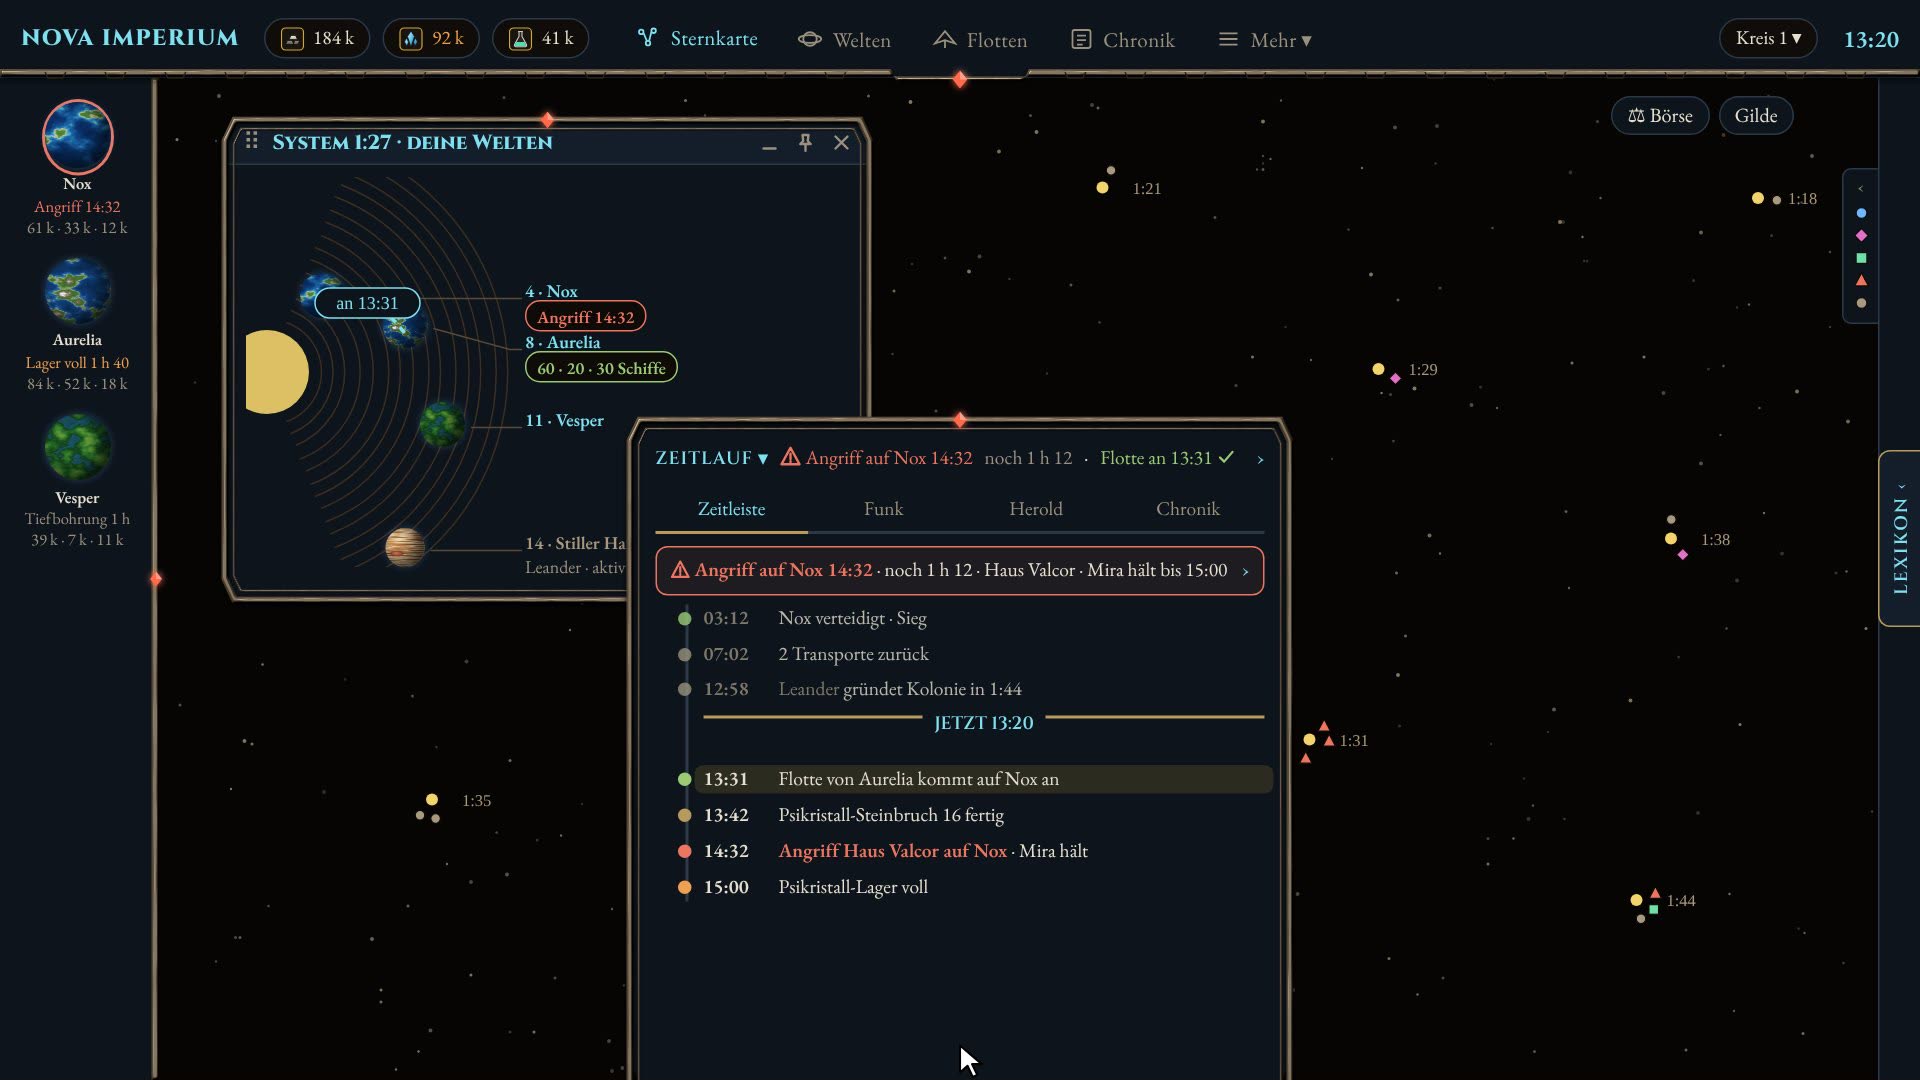 NOVA IMPERIUM
184 k
92 k
41 k
Sternkarte
Welten
Flotten
Chronik
Mehr ▾
Kreis 1 ▾
13:20
Nox
Angriff 14:32
61 k · 33 k · 12 k
Aurelia
Lager voll 1 h 40
84 k · 52 k · 18 k
Vesper
Tiefbohrung 1 h
39 k · 7 k · 11 k
System 1:27 · deine Welten
an 13:31
4 · Nox
Angriff 14:32
8 · Aurelia
60 · 20 · 30 Schiffe
11 · Vesper
14 · Stiller Ha
Leander · aktiv
Börse
Gilde
1:21
1:18
1:29
1:38
1:31
1:35
1:44
LEXIKON
ZEITLAUF ▾
Angriff auf Nox 14:32 noch 1 h 12 · Flotte an 13:31 ✓ ›
Zeitleiste
Funk
Herold
Chronik
Angriff auf Nox 14:32 · noch 1 h 12 · Haus Valcor · Mira hält bis 15:00 ›
03:12 Nox verteidigt · Sieg
07:02 2 Transporte zurück
12:58 Leander gründet Kolonie in 1:44
JETZT 13:20
13:31 Flotte von Aurelia kommt auf Nox an
13:42 Psikristall-Steinbruch 16 fertig
14:32 Angriff Haus Valcor auf Nox · Mira hält
15:00 Psikristall-Lager voll